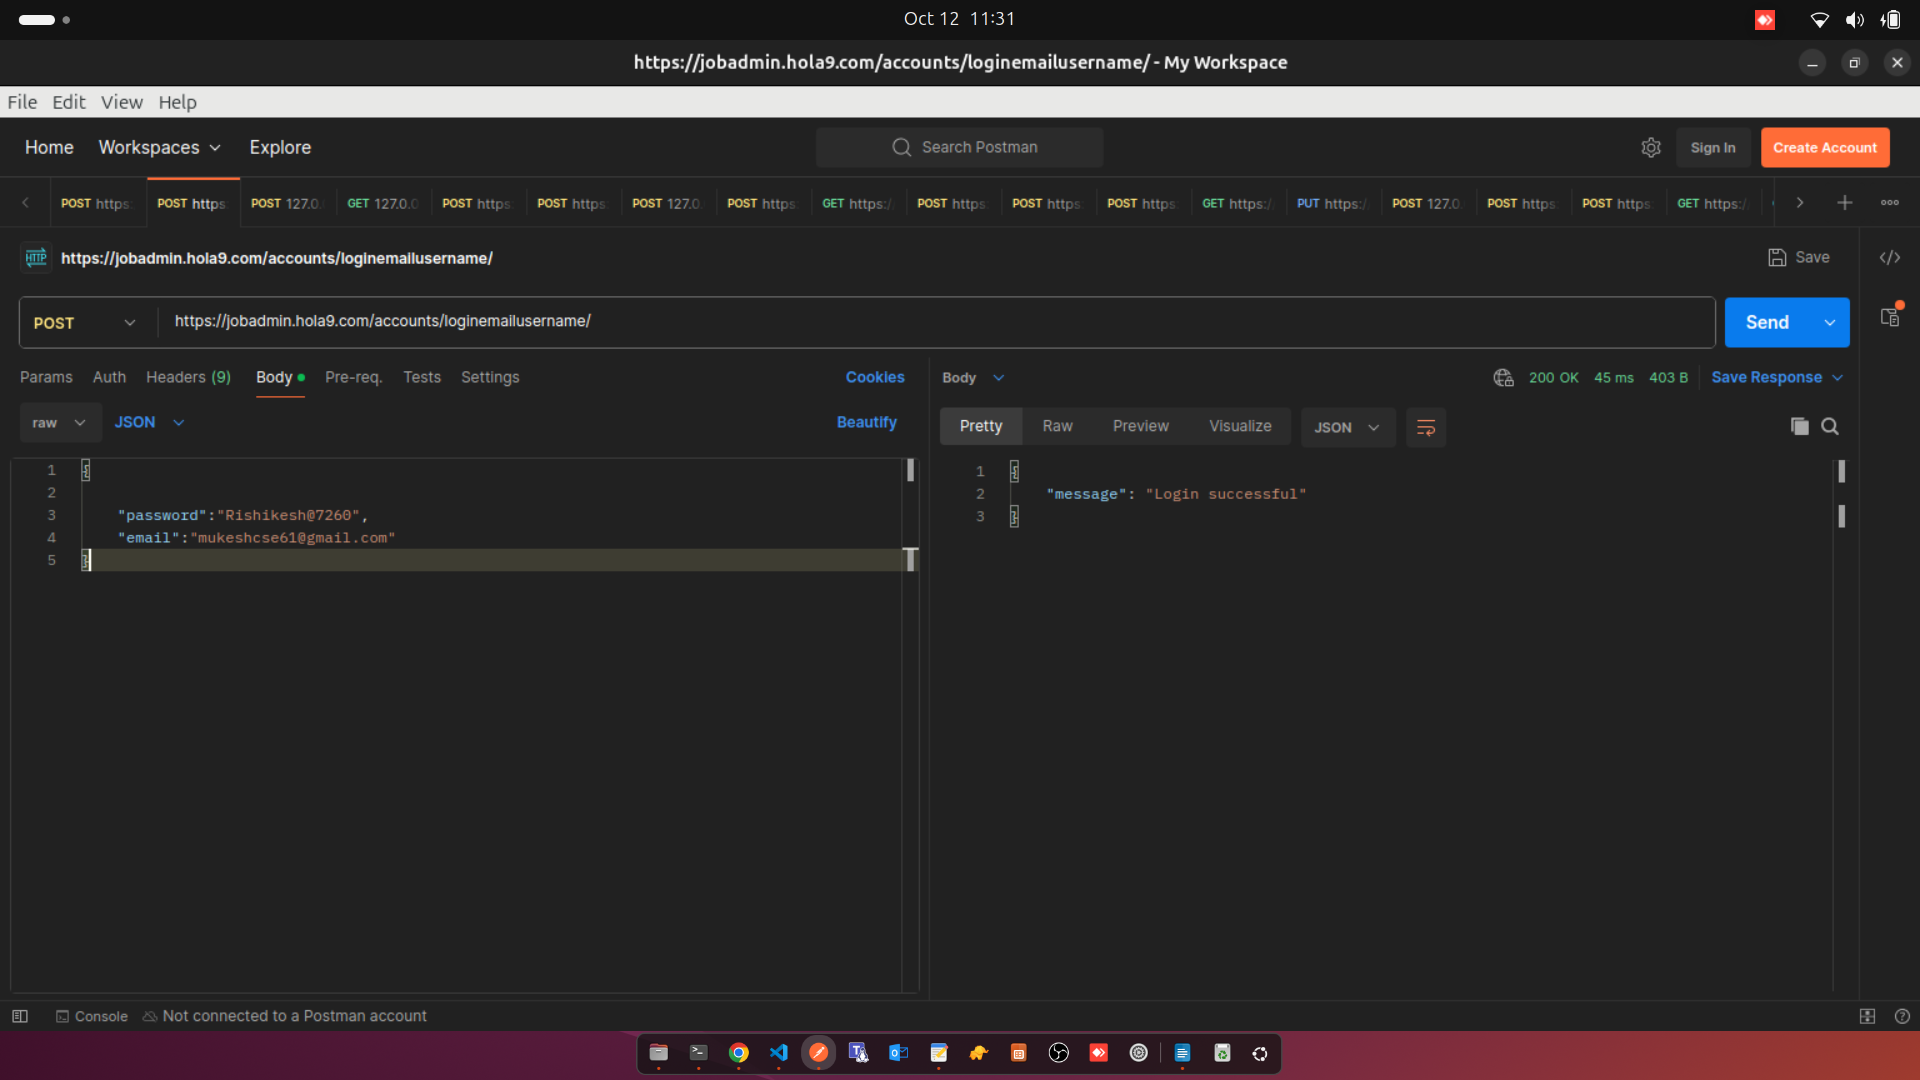 Oct 12 11:31
https://jobadmin.hola9.com/accounts/loginemailusername/ - My Workspace
File Edit View Help
Home Workspaces Explore
Search Postman
Sign In
Create Account
POST https: POST https: POST 127.0. GET 127.0.0 POST https: POST https: POST 127.0. POST https: GET https:/ POST https: POST https: POST https: GET https:/ PUT https:/ POST 127.0. POST https: POST https: GET https:/
HTTP https://jobadmin.hola9.com/accounts/loginemailusername/
Save
POST https://jobadmin.hola9.com/accounts/loginemailusername/
Send
Params Auth Headers (9) Body Pre-req. Tests Settings Cookies
raw JSON Beautify
1 {
2
3 "password":"Rishikesh@7260",
4 "email":"mukeshcse61@gmail.com"
5 }
Body 200 OK 45 ms 403 B Save Response
Pretty Raw Preview Visualize JSON
1 {
2 "message": "Login successful"
3 }
Console Not connected to a Postman account